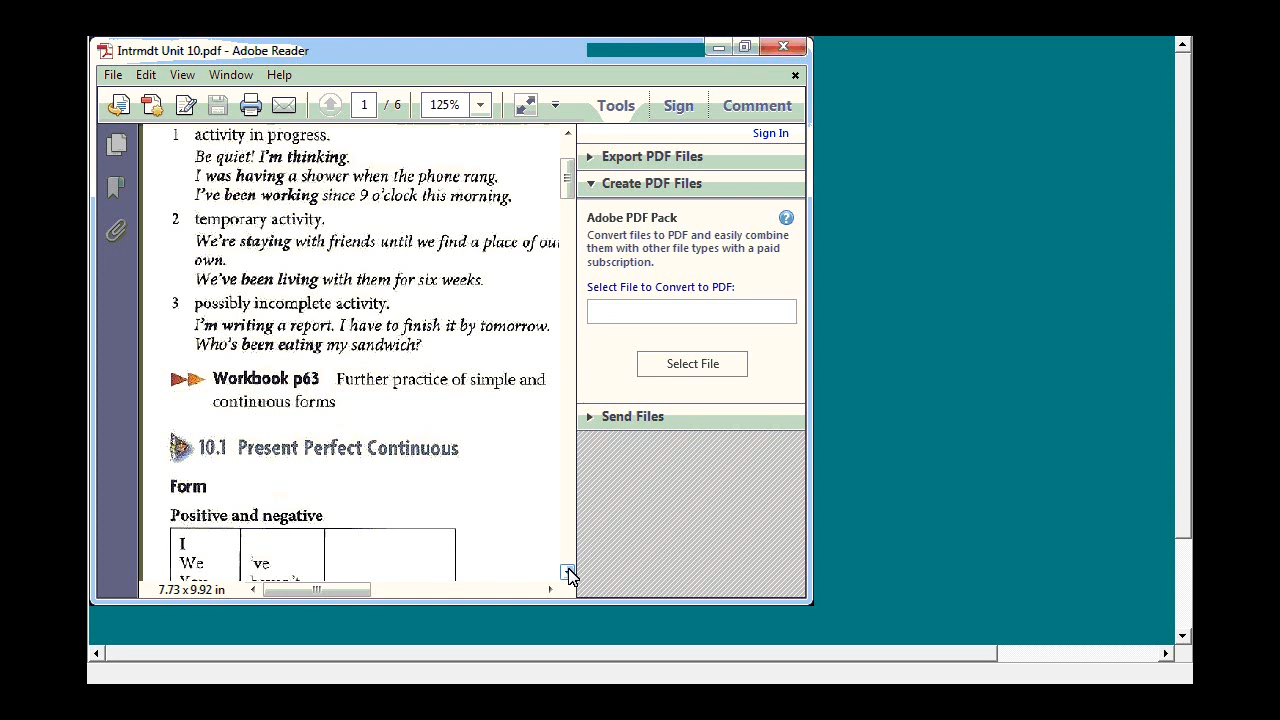 Intrmdt Unit 10.pdf - Adobe Reader
File Edit View Window Help
1 / 6 125% Tools Sign Comment
Sign In
Export PDF Files
Create PDF Files
Adobe PDF Pack
Convert files to PDF and easily combine
them with other file types with a paid
subscription.
Select File to Convert to PDF:
Select File
Send Files
1 activity in progress.
Be quiet! I'm thinking.
I was having a shower when the phone rang.
I've been working since 9 o'clock this morning.
2 temporary activity.
We're staying with friends until we find a place of our
own.
We've been living with them for six weeks.
3 possibly incomplete activity.
I'm writing a report. I have to finish it by tomorrow.
Who's been eating my sandwich?
Workbook p63 Further practice of simple and
continuous forms
10.1 Present Perfect Continuous
Form
Positive and negative
I
We 've
You haven't
7.73 x 9.92 in